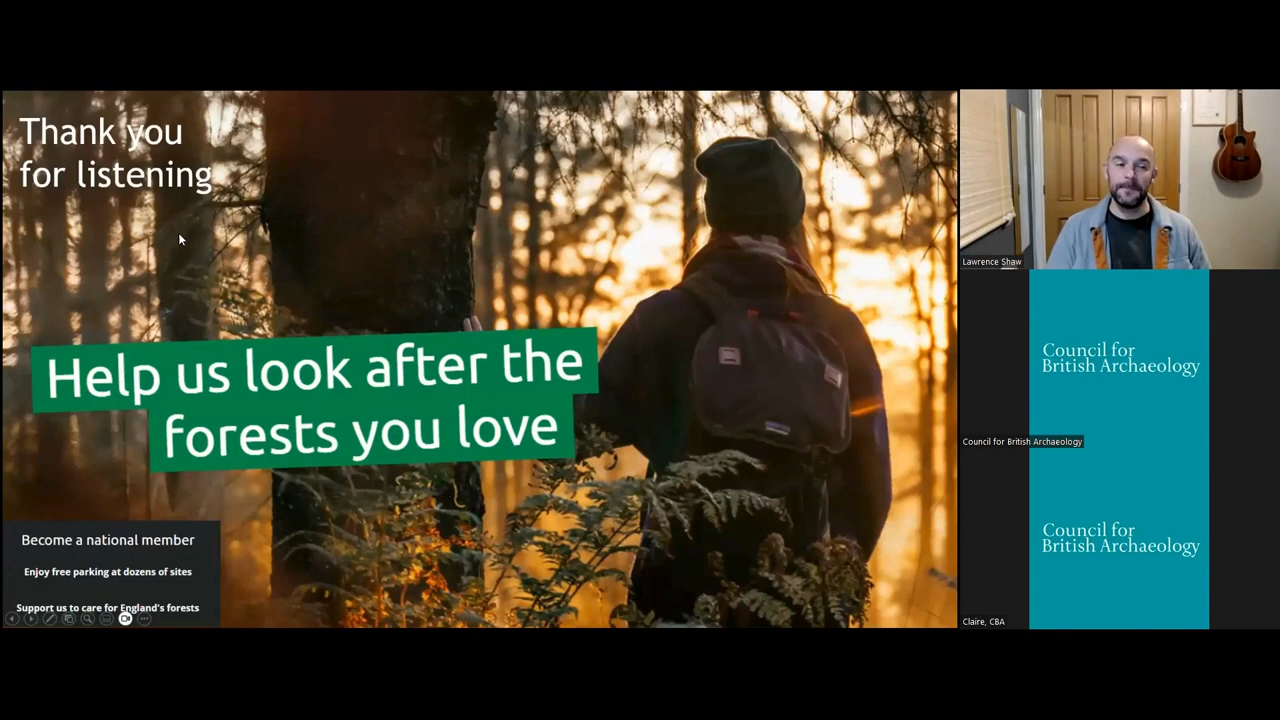 Thank you
for listening
Help us look after the
forests you love
Become a national member
Enjoy free parking at dozens of sites
Support us to care for England's forests
Lawrence Shaw
Council for
British Archaeology
Council for British Archaeology
Council for
British Archaeology
Claire, CBA